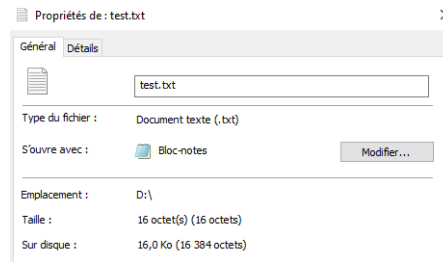 Propriétés de : test.txt
Général Détails
test.txt
Type du fichier : Document texte (.txt)
S'ouvre avec : Bloc-notes Modifier...
Emplacement : D:\
Taille : 16 octet(s) (16 octets)
Sur disque : 16,0 Ko (16 384 octets)